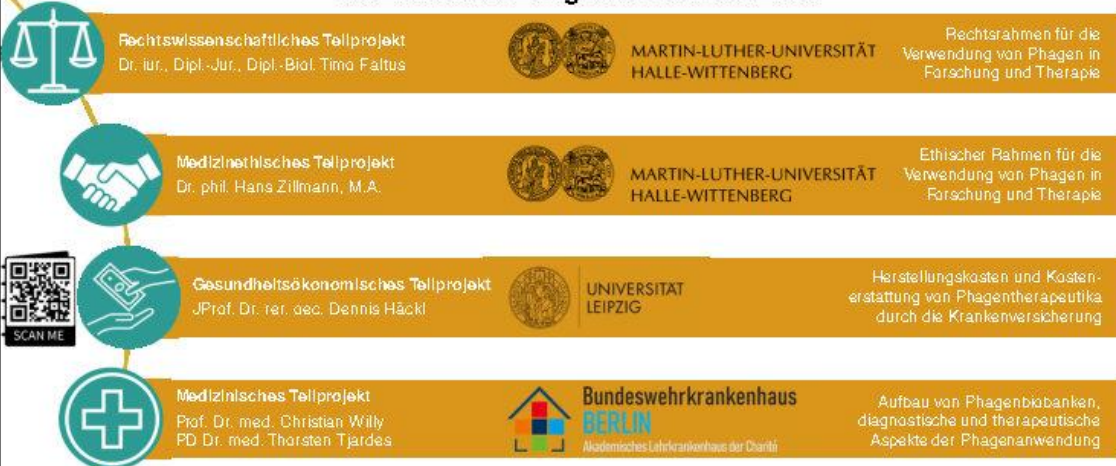 Rechtswissenschaftliches Teilprojekt
Dr. iur., Dipl.-Jur., Dipl.-Biol. Timo Faltus
MARTIN-LUTHER-UNIVERSITÄT
HALLE-WITTENBERG
Rechtsrahmen für die
Verwendung von Phagen in
Forschung und Therapie
Medizinethisches Teilprojekt
Dr. phil. Hans Zillmann, M.A.
MARTIN-LUTHER-UNIVERSITÄT
HALLE-WITTENBERG
Ethischer Rahmen für die
Verwendung von Phagen in
Forschung und Therapie
SCAN ME
Gesundheitsökonomisches Teilprojekt
JProf. Dr. rer. oec. Dennis Häckl
UNIVERSITÄT
LEIPZIG
Herstellungskosten und Kosten-
erstattung von Phagentherapeutika
durch die Krankenversicherung
Medizinisches Teilprojekt
Prof. Dr. med. Christian Willy
PD Dr. med. Thorsten Tjardes
Bundeswehrkrankenhaus
BERLIN
Akademisches Lehrkrankenhaus der Charité
Aufbau von Phagenbiobanken,
diagnostische und therapeutische
Aspekte der Phagenanwendung